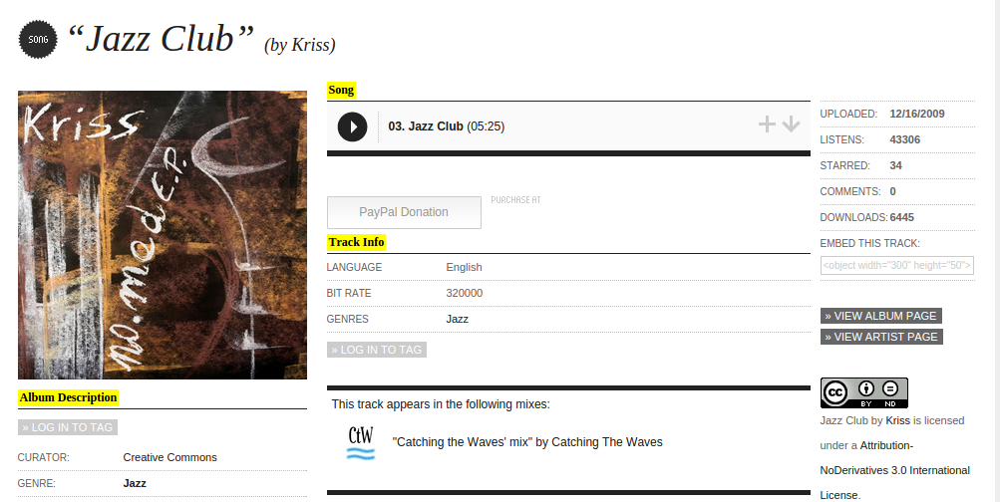 SONG
“Jazz Club” (by Kriss)
Kriss
no.med E.P.
Album Description
» LOG IN TO TAG
CURATOR: Creative Commons
GENRE: Jazz
Song
03. Jazz Club (05:25)
PayPal Donation
PURCHASE AT
Track Info
LANGUAGE English
BIT RATE 320000
GENRES Jazz
» LOG IN TO TAG
This track appears in the following mixes:
CtW
"Catching the Waves' mix" by Catching The Waves
UPLOADED: 12/16/2009
LISTENS: 43306
STARRED: 34
COMMENTS: 0
DOWNLOADS: 6445
EMBED THIS TRACK:
<object width="300" height="50">
» VIEW ALBUM PAGE
» VIEW ARTIST PAGE
cc
BY ND
Jazz Club by Kriss is licensed
under a Attribution-
NoDerivatives 3.0 International
License.